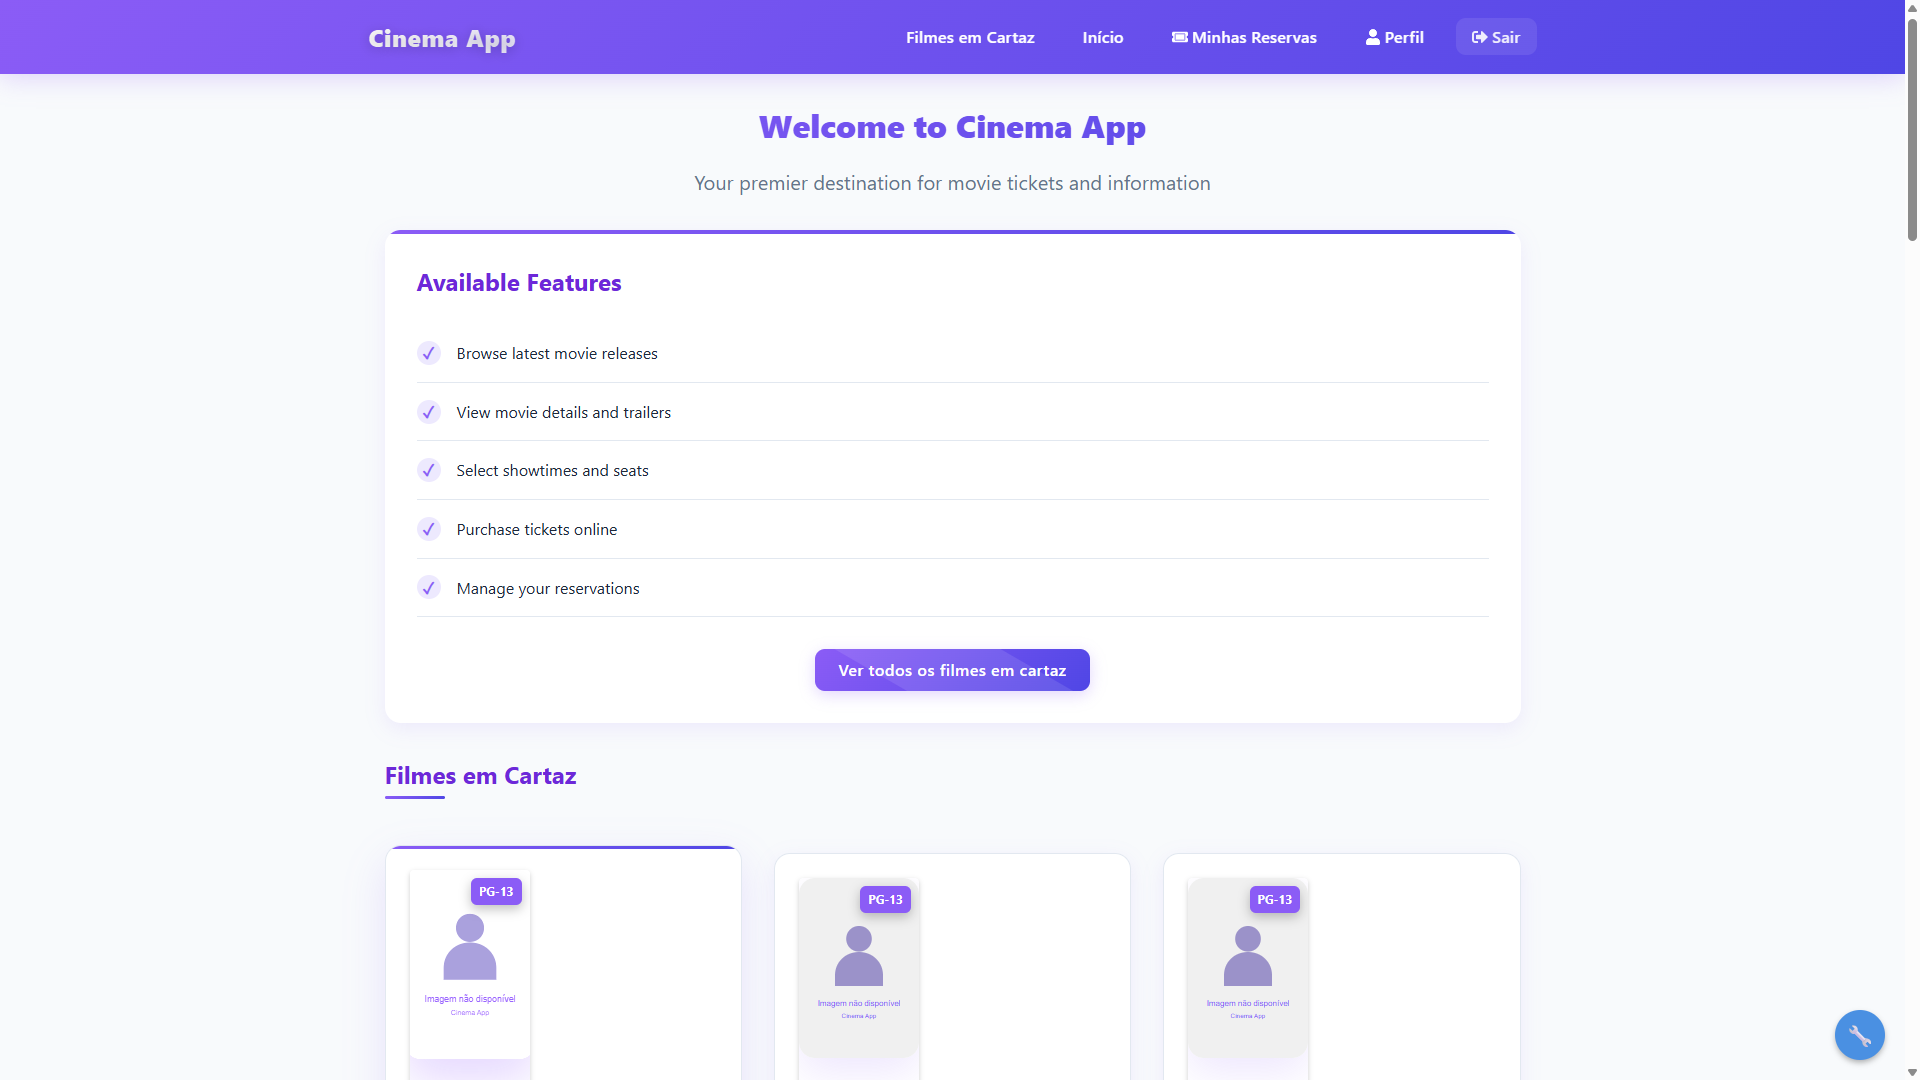 Cinema App
Filmes em Cartaz
Início
Minhas Reservas
Perfil
Sair
Welcome to Cinema App
Your premier destination for movie tickets and information
Available Features
Browse latest movie releases
View movie details and trailers
Select showtimes and seats
Purchase tickets online
Manage your reservations
Ver todos os filmes em cartaz
Filmes em Cartaz
PG-13
Imagem não disponível
Cinema App
PG-13
Imagem não disponível
Cinema App
PG-13
Imagem não disponível
Cinema App